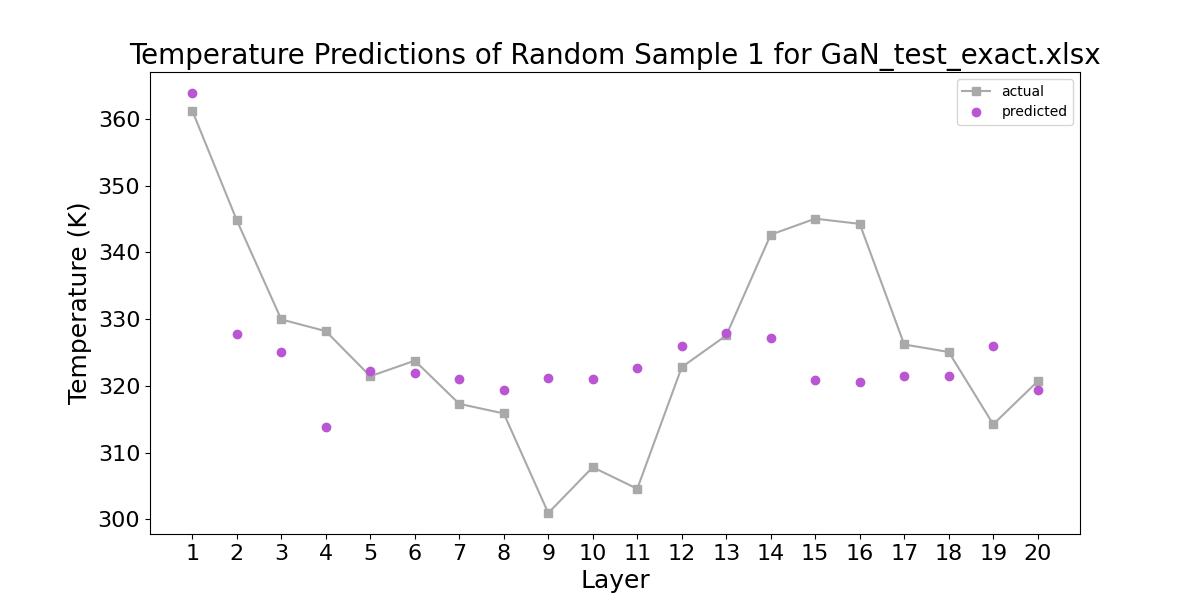 Temperature Predictions of Random Sample 1 for GaN_test_exact.xlsx
actual
predicted
Temperature (K)
360
350
340
330
320
310
300
1 2 3 4 5 6 7 8 9 10 11 12 13 14 15 16 17 18 19 20
Layer